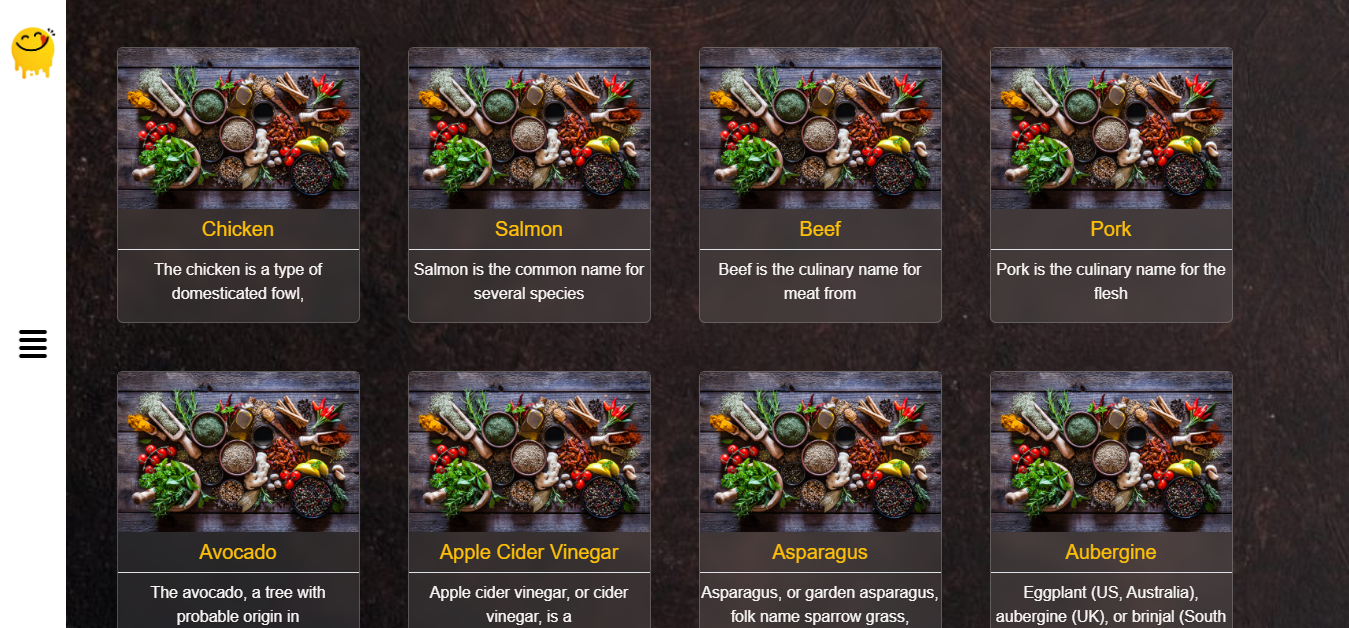 Chicken
The chicken is a type of
domesticated fowl,
Salmon
Salmon is the common name for
several species
Beef
Beef is the culinary name for
meat from
Pork
Pork is the culinary name for the
flesh
Avocado
The avocado, a tree with
probable origin in
Apple Cider Vinegar
Apple cider vinegar, or cider
vinegar, is a
Asparagus
Asparagus, or garden asparagus,
folk name sparrow grass,
Aubergine
Eggplant (US, Australia),
aubergine (UK), or brinjal (South